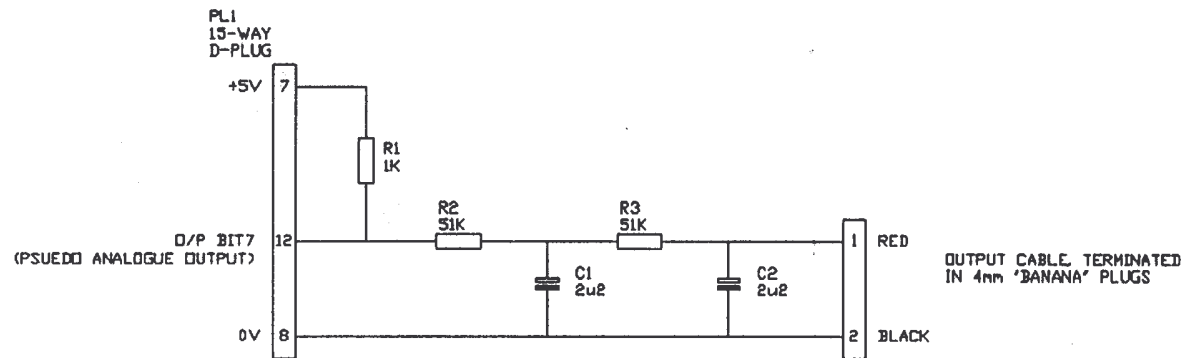 PL1
15-WAY
D-PLUG
+5V 7
R1
1K
R2
51K
R3
51K
O/P BIT7 12
(PSUEDO ANALOGUE OUTPUT)
1 RED
OUTPUT CABLE TERMINATED
IN 4mm 'BANANA' PLUGS
C1
2u2
C2
2u2
0V 8
2 BLACK